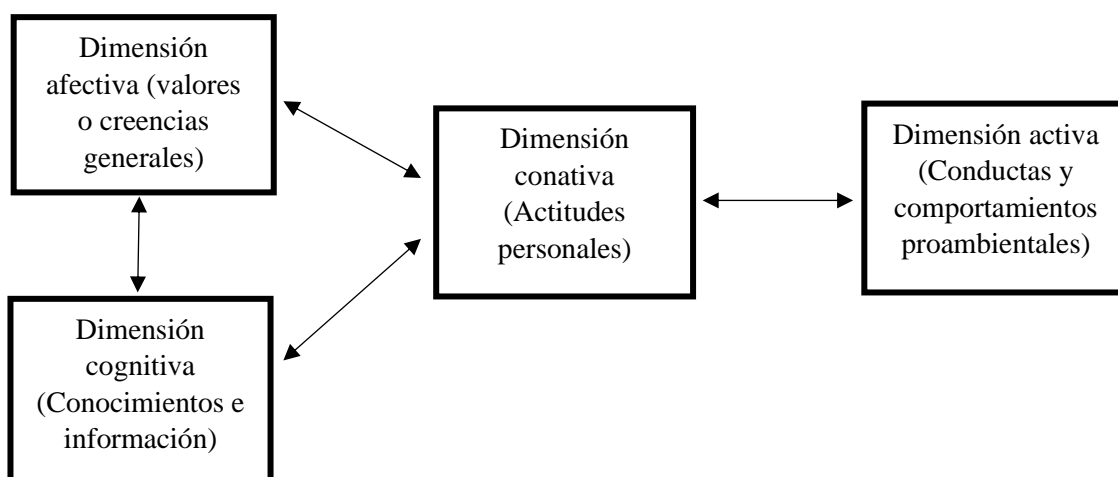 Dimensión
afectiva (valores
o creencias
generales)
Dimensión
cognitiva
(Conocimientos e
información)
Dimensión
conativa
(Actitudes
personales)
Dimensión activa
(Conductas y
comportamientos
proambientales)